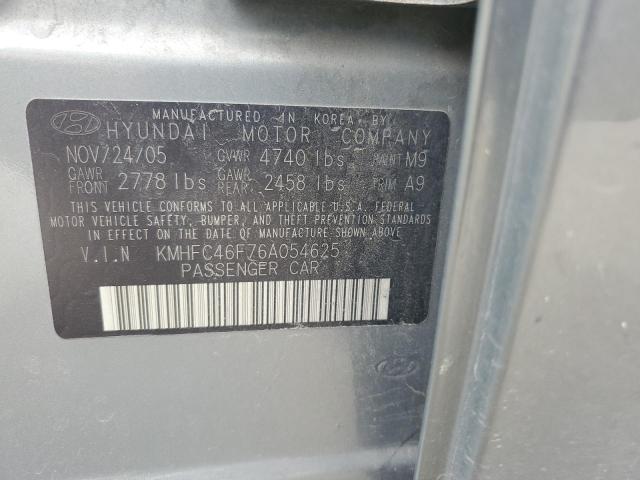 MANUFACTURED IN KOREA BY
HYUNDAI MOTOR COMPANY
NOV/24/05 GVWR 4740 lbs PAINT M9
GAWR FRONT 2778 lbs GAWR REAR 2458 lbs TRIM A9
THIS VEHICLE CONFORMS TO ALL APPLICABLE U.S.A. FEDERAL
MOTOR VEHICLE SAFETY, BUMPER, AND THEFT PREVENTION STANDARDS
IN EFFECT ON THE DATE OF MANUFACTURE SHOWN ABOVE.
V.I.N KMHFC46F76A054625
PASSENGER CAR